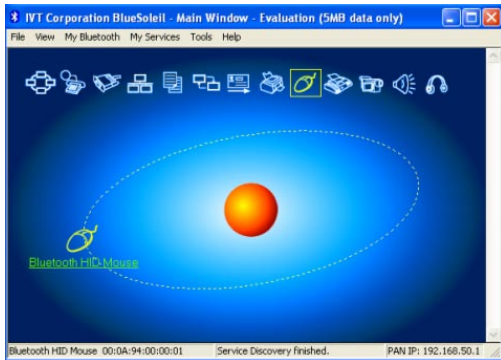 IVT Corporation BlueSoleil - Main Window - Evaluation (5MB data only)
File View My Bluetooth My Services Tools Help
Bluetooth HID Mouse
Bluetooth HID Mouse 00:0A:94:00:00:01 Service Discovery finished. PAN IP: 192.168.50.1